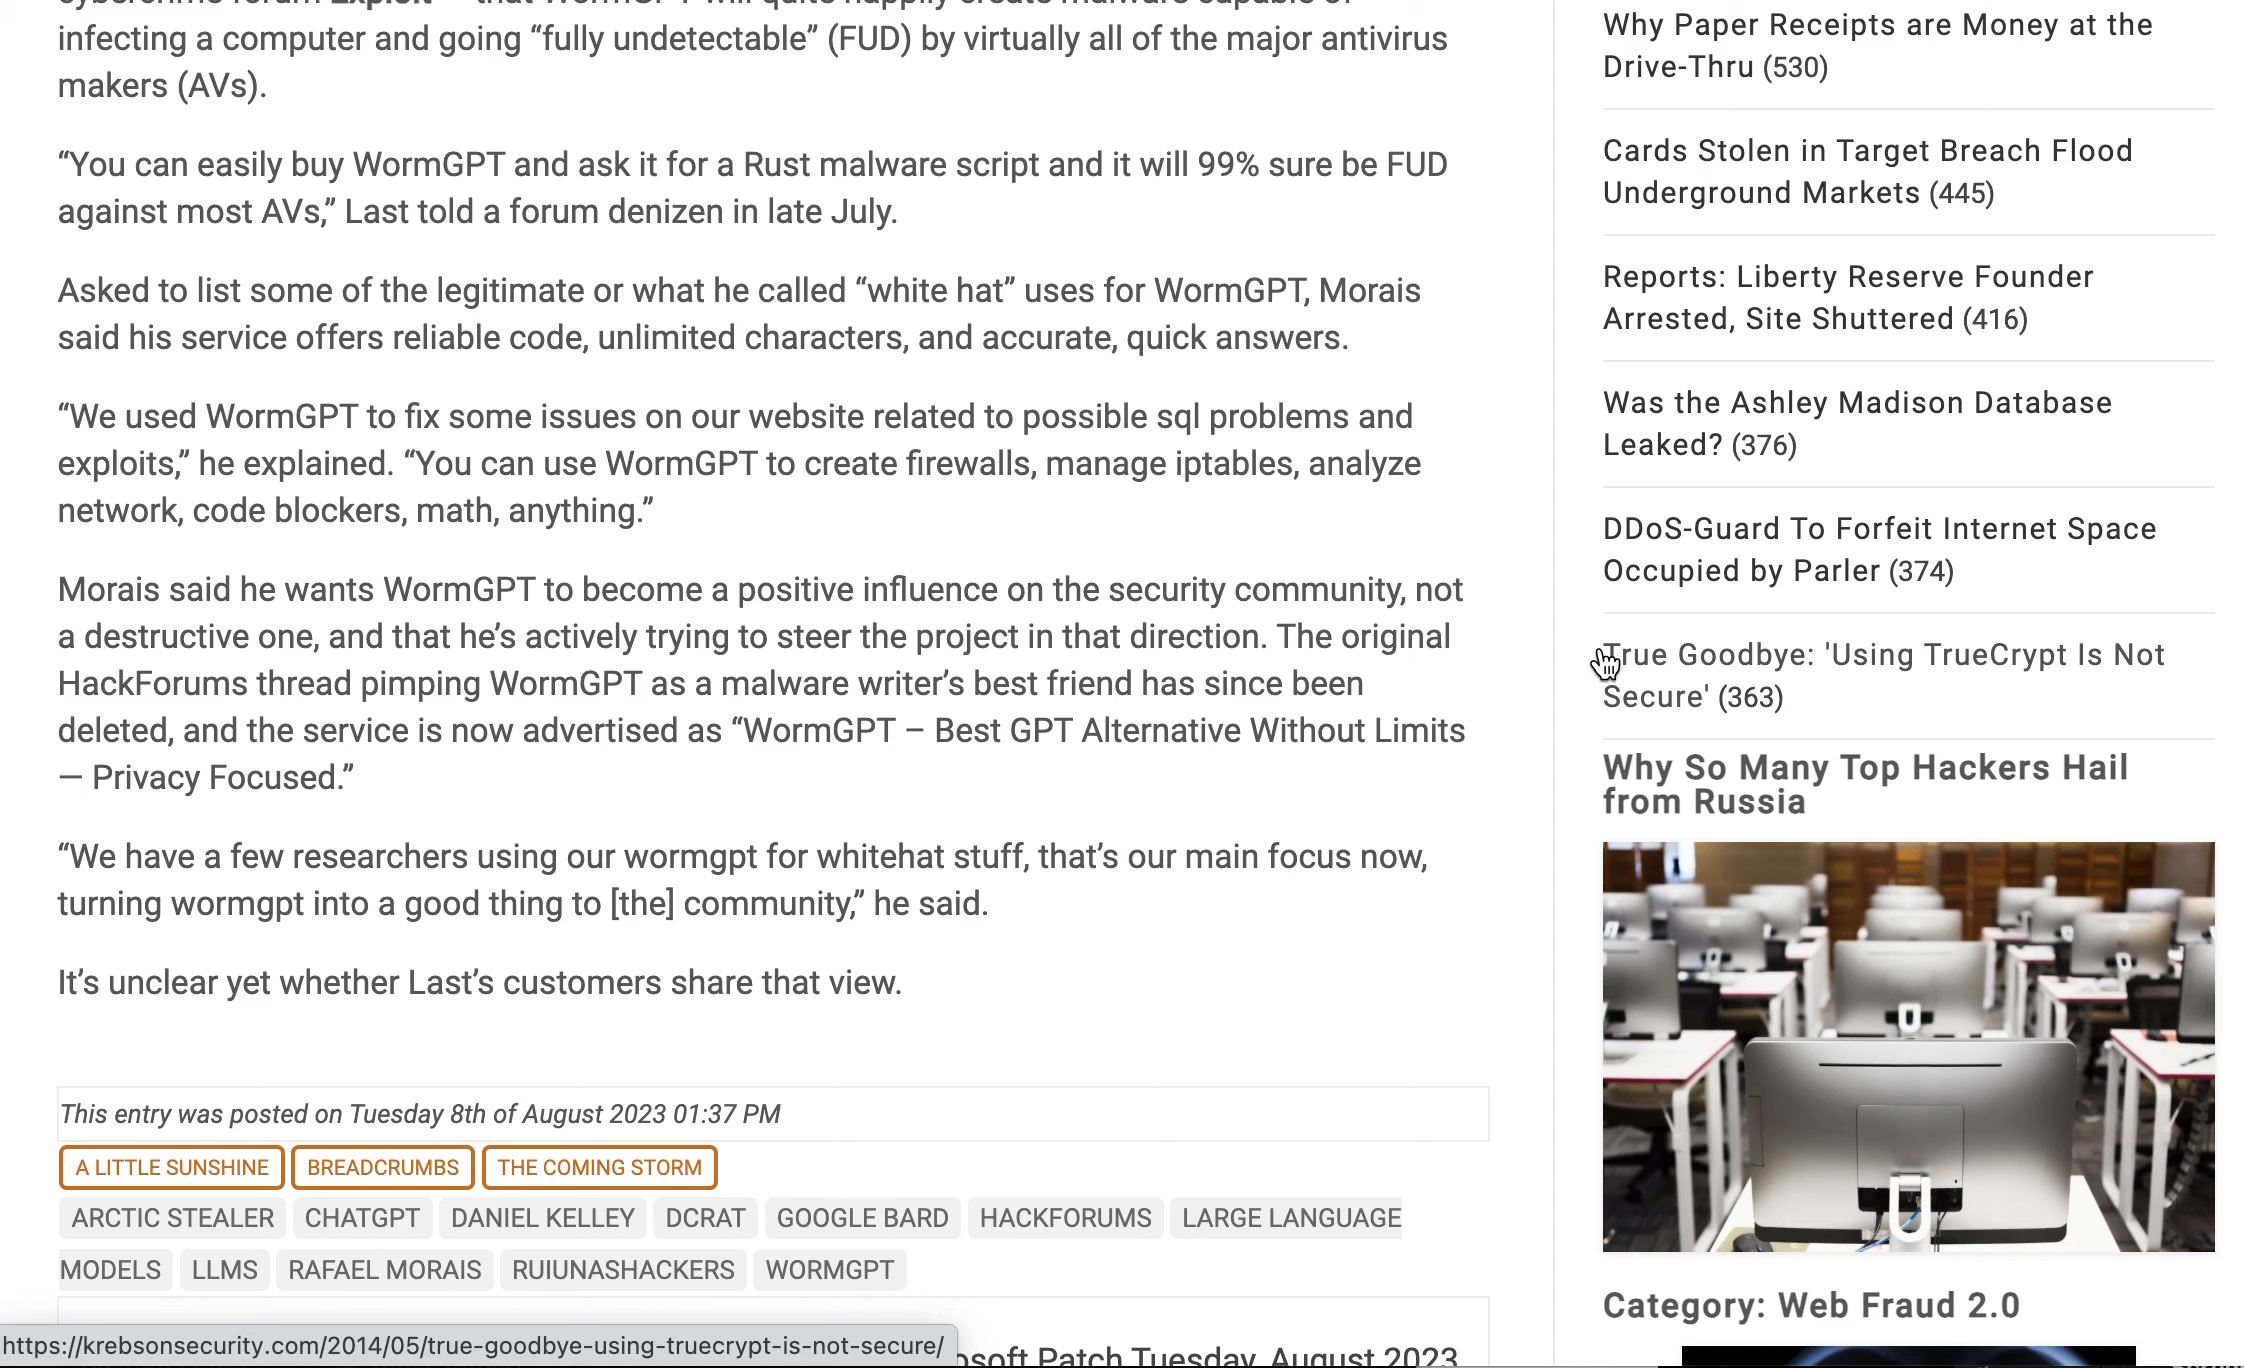 infecting a computer and going “fully undetectable” (FUD) by virtually all of the major antivirus
makers (AVs).
“You can easily buy WormGPT and ask it for a Rust malware script and it will 99% sure be FUD
against most AVs,” Last told a forum denizen in late July.
Asked to list some of the legitimate or what he called “white hat” uses for WormGPT, Morais
said his service offers reliable code, unlimited characters, and accurate, quick answers.
“We used WormGPT to fix some issues on our website related to possible sql problems and
exploits,” he explained. “You can use WormGPT to create firewalls, manage iptables, analyze
network, code blockers, math, anything.”
Morais said he wants WormGPT to become a positive influence on the security community, not
a destructive one, and that he’s actively trying to steer the project in that direction. The original
HackForums thread pimping WormGPT as a malware writer’s best friend has since been
deleted, and the service is now advertised as “WormGPT – Best GPT Alternative Without Limits
— Privacy Focused.”
“We have a few researchers using our wormgpt for whitehat stuff, that’s our main focus now,
turning wormgpt into a good thing to [the] community,” he said.
It’s unclear yet whether Last’s customers share that view.
This entry was posted on Tuesday 8th of August 2023 01:37 PM
A LITTLE SUNSHINE BREADCRUMBS THE COMING STORM
ARCTIC STEALER CHATGPT DANIEL KELLEY DCRAT GOOGLE BARD HACKFORUMS LARGE LANGUAGE
MODELS LLMS RAFAEL MORAIS RUIUNASHACKERS WORMGPT
Patch Tuesday, August 2023
https://krebsonsecurity.com/2014/05/true-goodbye-using-truecrypt-is-not-secure/
Why Paper Receipts are Money at the
Drive-Thru (530)
Cards Stolen in Target Breach Flood
Underground Markets (445)
Reports: Liberty Reserve Founder
Arrested, Site Shuttered (416)
Was the Ashley Madison Database
Leaked? (376)
DDoS-Guard To Forfeit Internet Space
Occupied by Parler (374)
True Goodbye: 'Using TrueCrypt Is Not
Secure' (363)
Why So Many Top Hackers Hail
from Russia
Category: Web Fraud 2.0